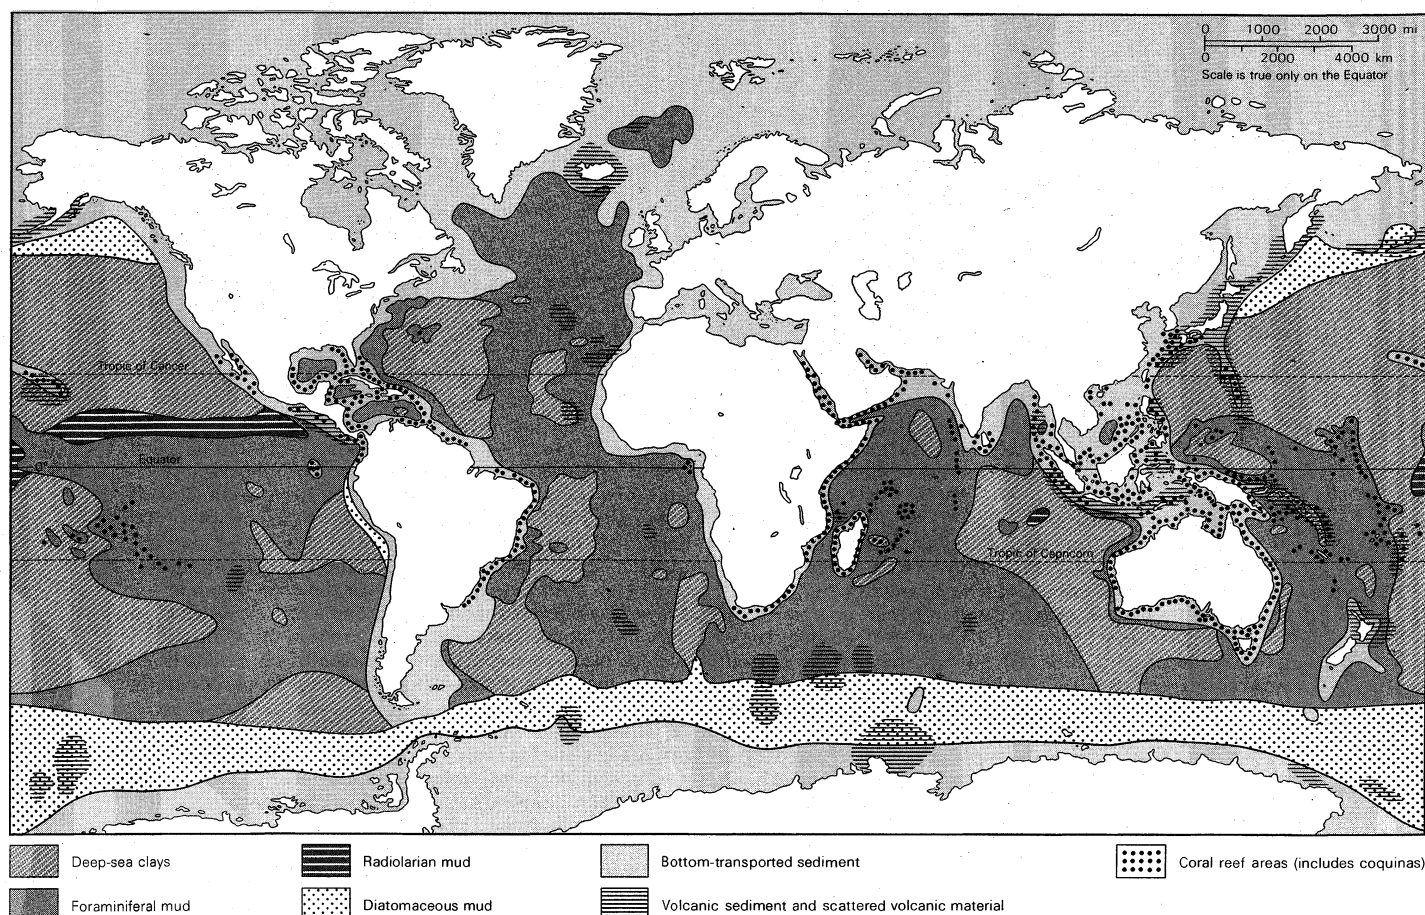 0 1000 2000 3000 mi
0 2000 4000 km
Scale is true only on the Equator
Tropic of Cancer
Equator
0°
Tropic of Capricorn
Deep-sea clays
Radiolarian mud
Bottom-transported sediment
Coral reef areas (includes coquinas)
Foraminiferal mud
Diatomaceous mud
Volcanic sediment and scattered volcanic material